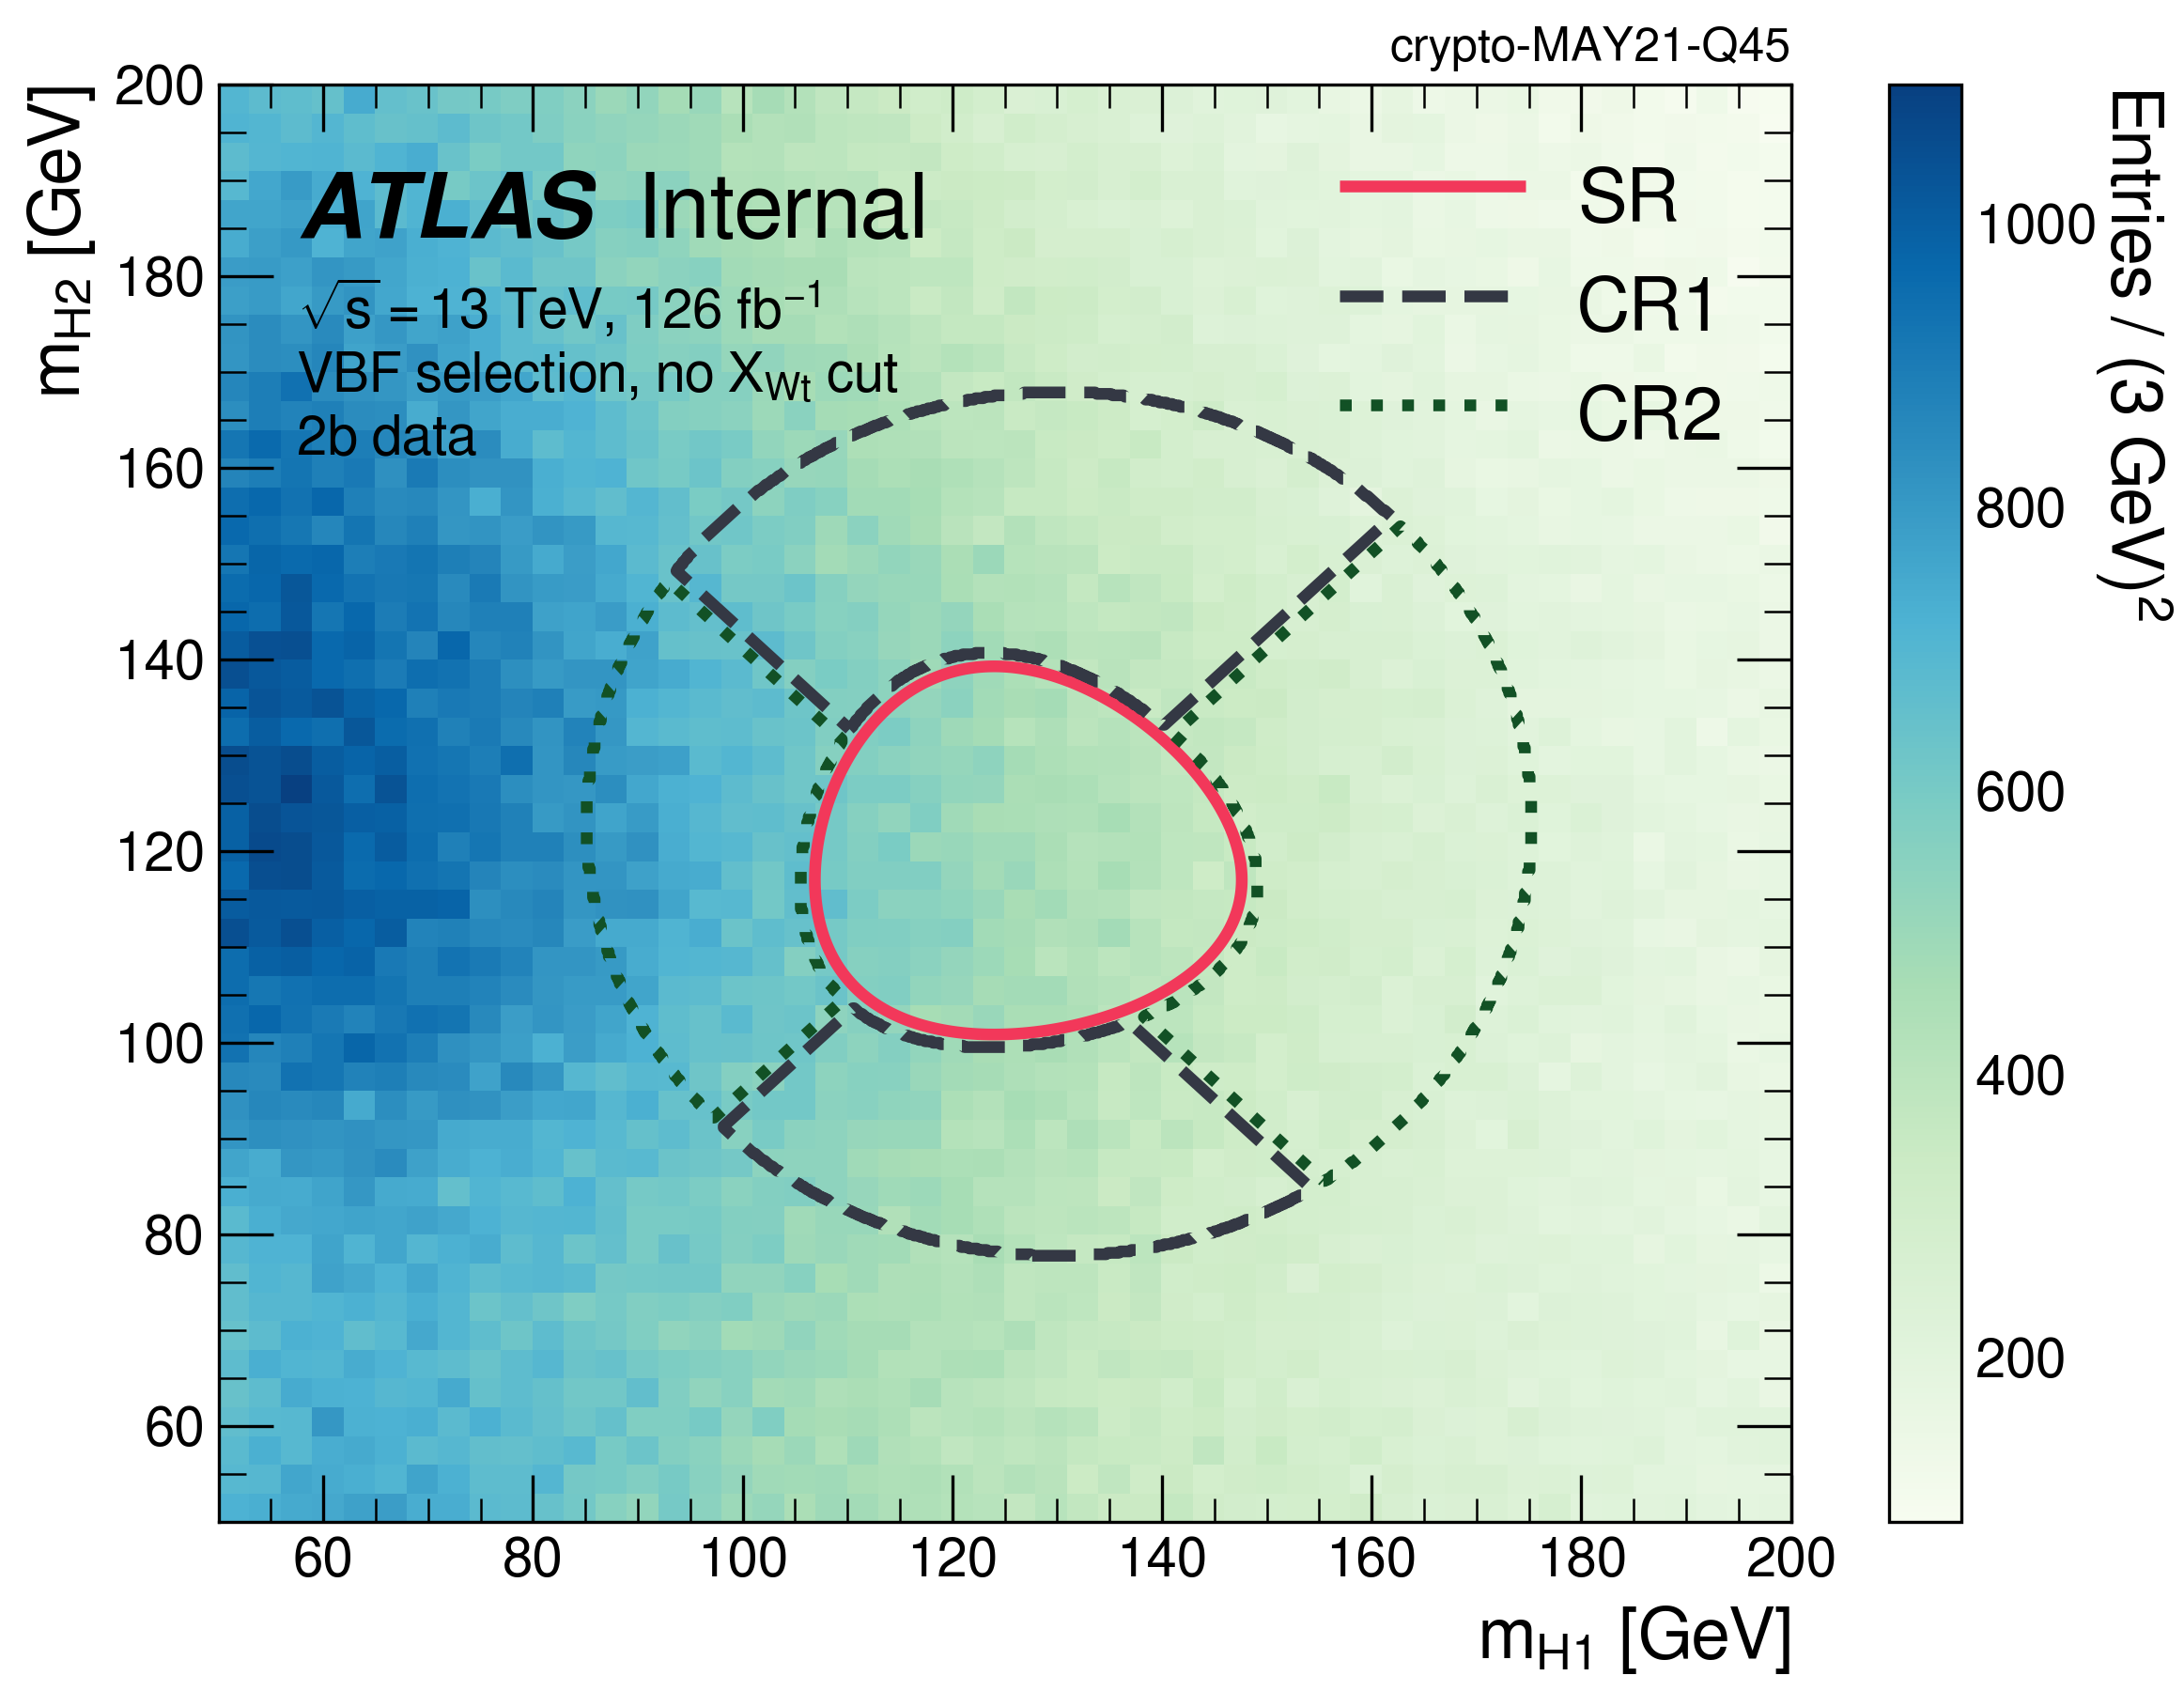 crypto-MAY21-Q45
ATLAS Internal
√s = 13 TeV, 126 fb⁻¹
VBF selection, no X_Wt cut
2b data
SR
CR1
CR2
m_H2 [GeV]
200
180
160
140
120
100
80
60
60 80 100 120 140 160 180 200
m_H1 [GeV]
1000
800
600
400
200
Entries / (3 GeV)²